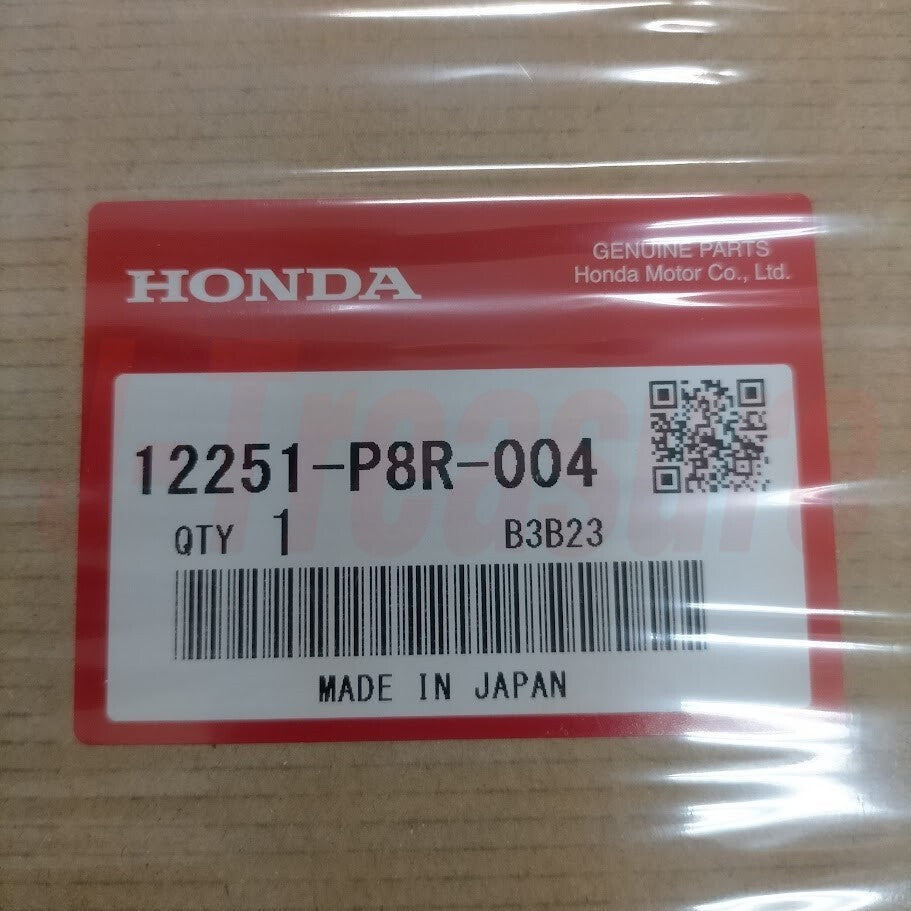 GENUINE PARTS
HONDA
Honda Motor Co., Ltd.
12251-P8R-004
QTY 1 B3B23
MADE IN JAPAN